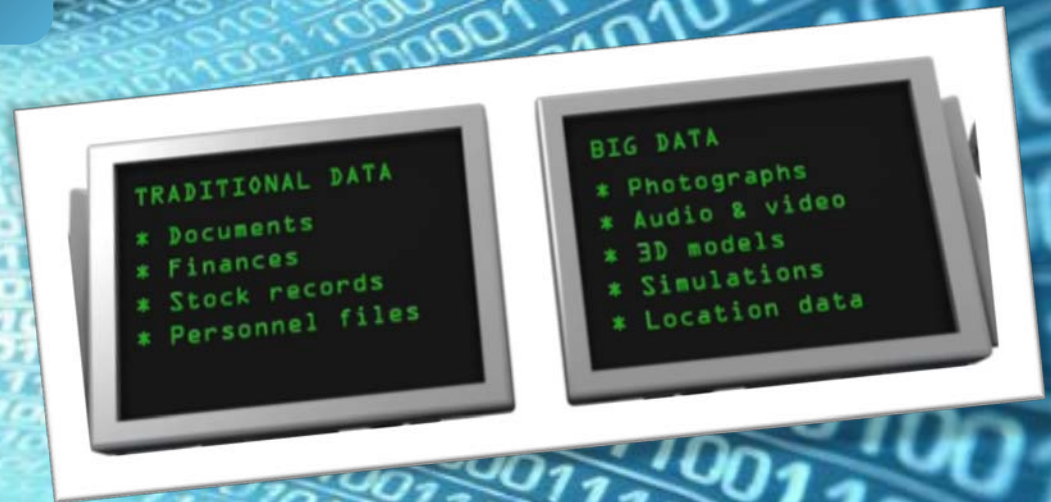 TRADITIONAL DATA
* Documents
* Finances
* Stock records
* Personnel files
BIG DATA
* Photographs
* Audio & video
* 3D models
* Simulations
* Location data